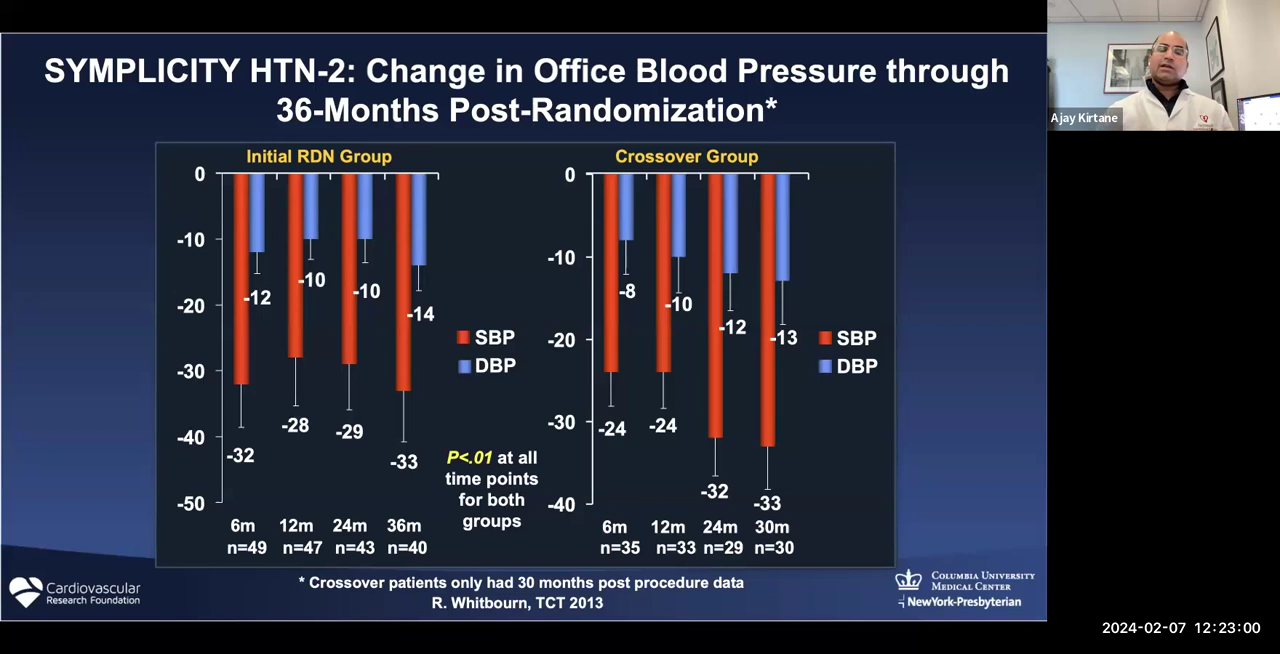 SYMPLICITY HTN-2: Change in Office Blood Pressure through
36-Months Post-Randomization*
Initial RDN Group
0
-10
-20
-30
-40
-50
-12
-10
-10
-14
-32
-28
-29
-33
SBP
DBP
6m 12m 24m 36m
n=49 n=47 n=43 n=40
P<.01 at all
time points
for both
groups
Crossover Group
0
-10
-20
-30
-40
-8
-10
-12
-13
-24
-24
-32
-33
SBP
DBP
6m 12m 24m 30m
n=35 n=33 n=29 n=30
* Crossover patients only had 30 months post procedure data
R. Whitbourn, TCT 2013
Cardiovascular
Research Foundation
COLUMBIA UNIVERSITY
MEDICAL CENTER
NewYork-Presbyterian
Ajay Kirtane
2024-02-07 12:23:00